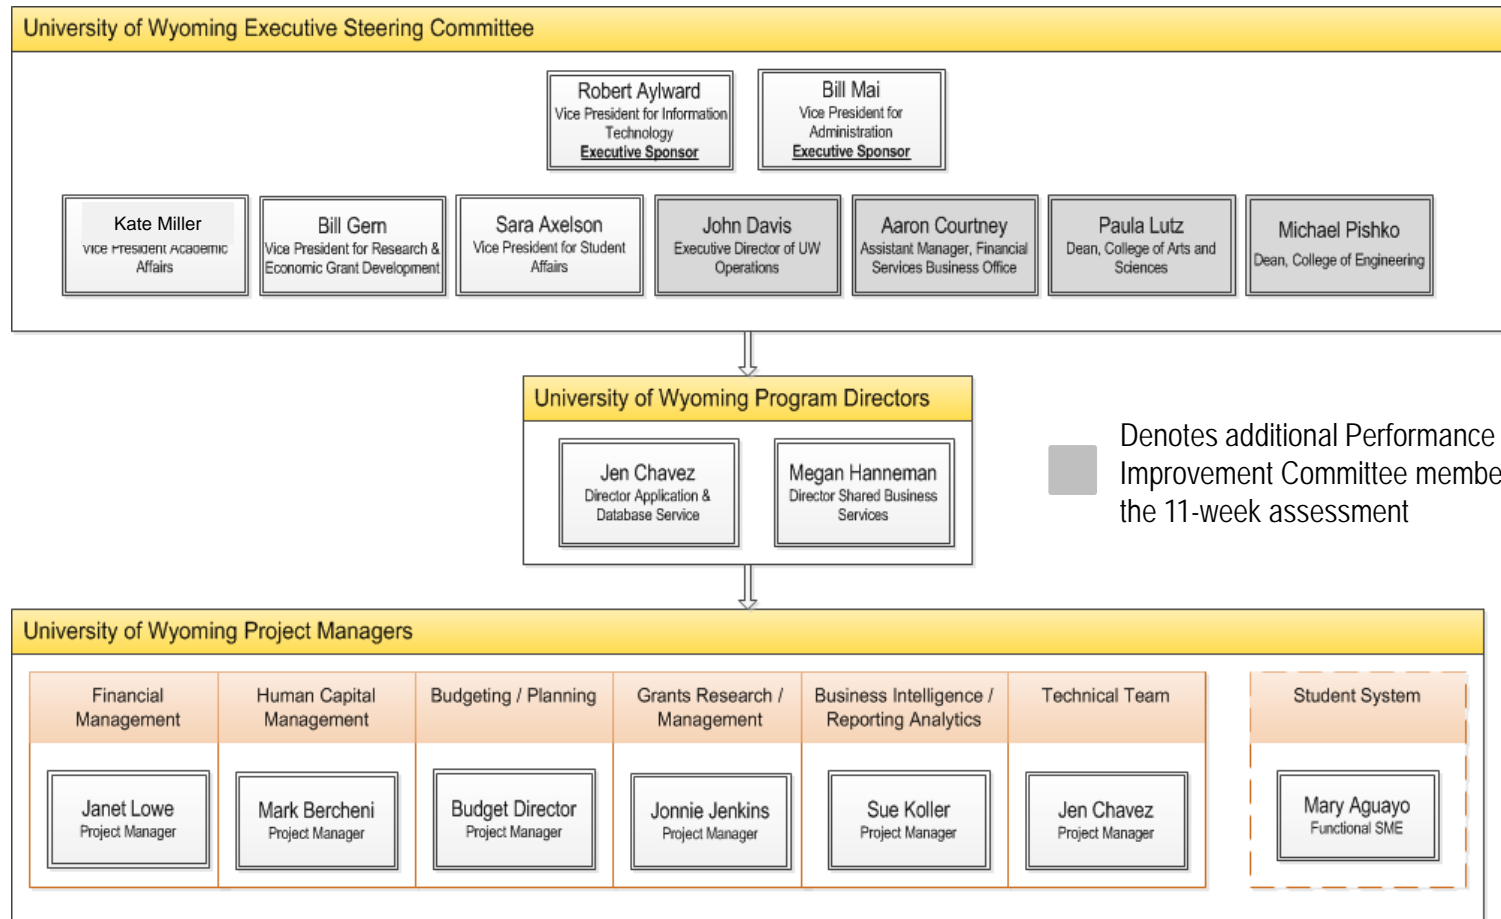 University of Wyoming Executive Steering Committee
Robert Aylward
Vice President for Information
Technology
Executive Sponsor
Bill Mai
Vice President for
Administration
Executive Sponsor
Kate Miller
Vice President Academic
Affairs
Bill Gern
Vice President for Research &
Economic Grant Development
Sara Axelson
Vice President for Student
Affairs
John Davis
Executive Director of UW
Operations
Aaron Courtney
Assistant Manager, Financial
Services Business Office
Paula Lutz
Dean, College of Arts and
Sciences
Michael Pishko
Dean, College of Engineering
University of Wyoming Program Directors
Jen Chavez
Director Application &
Database Service
Megan Hanneman
Director Shared Business
Services
Denotes additional Performance
Improvement Committee membe
the 11-week assessment
University of Wyoming Project Managers
Financial
Management
Janet Lowe
Project Manager
Human Capital
Management
Mark Bercheni
Project Manager
Budgeting / Planning
Budget Director
Project Manager
Grants Research /
Management
Jonnie Jenkins
Project Manager
Business Intelligence /
Reporting Analytics
Sue Koller
Project Manager
Technical Team
Jen Chavez
Project Manager
Student System
Mary Aguayo
Functional SME